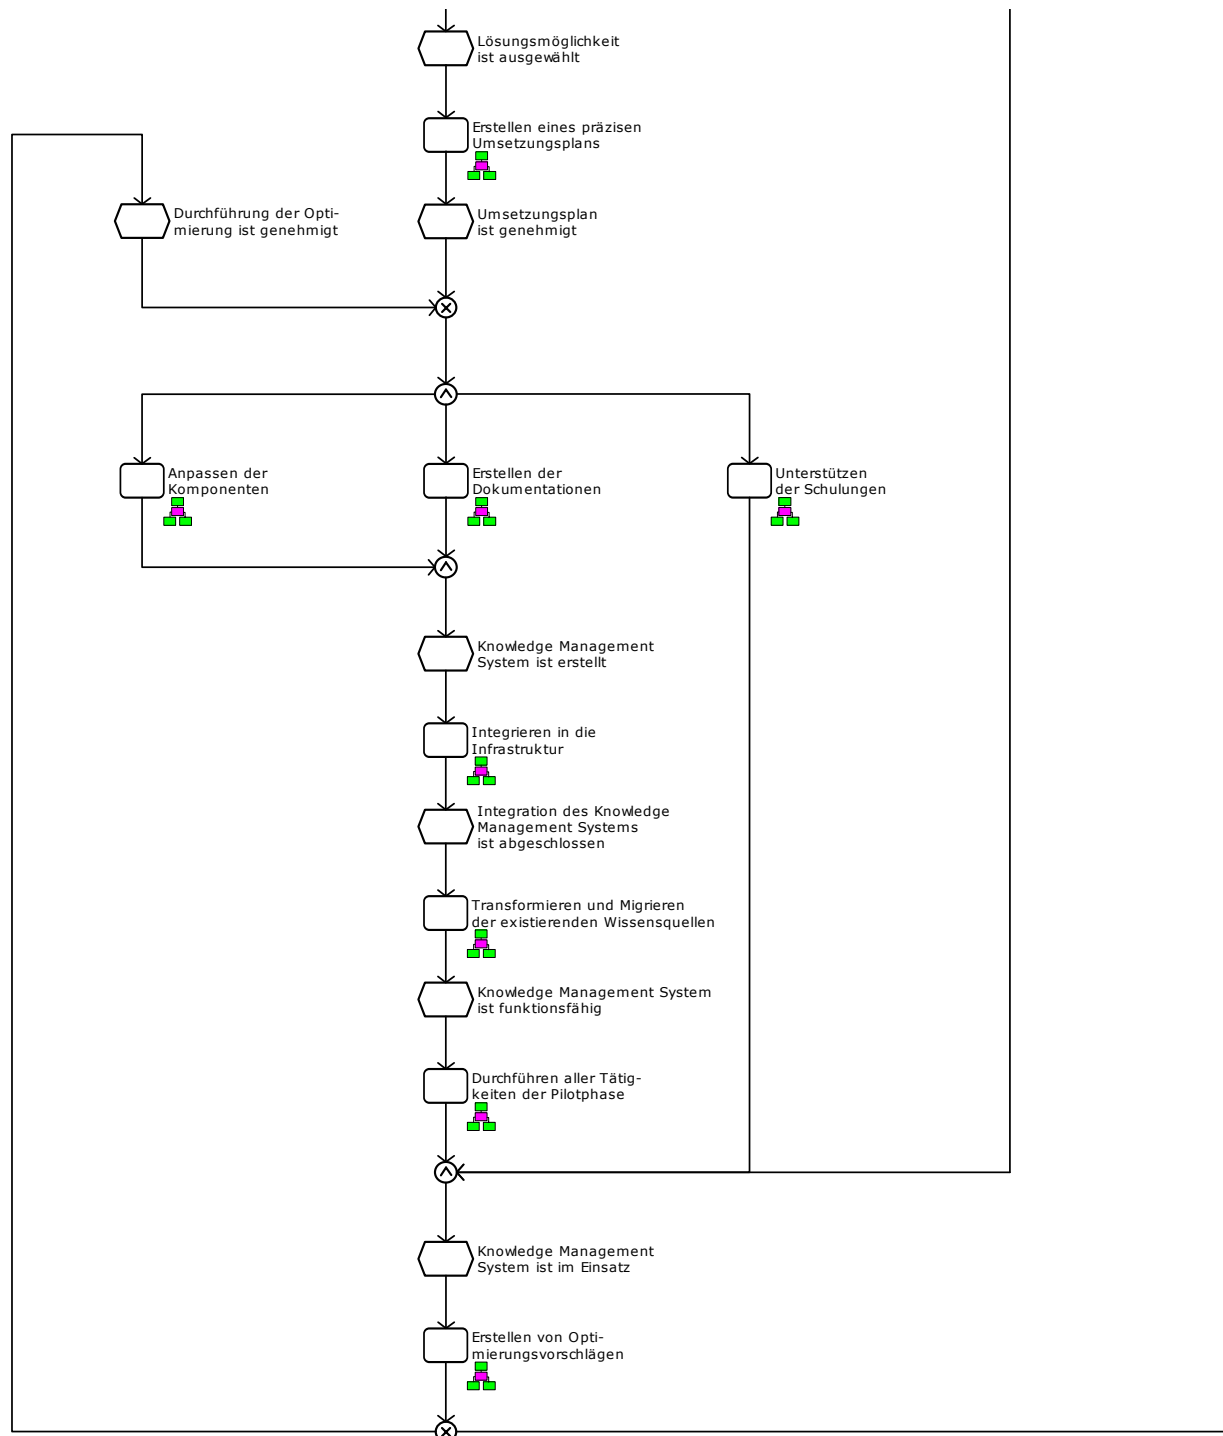 Lösungsmöglichkeit
ist ausgewählt
Erstellen eines präzisen
Umsetzungsplans
Durchführung der Opti-
mierung ist genehmigt
Umsetzungsplan
ist genehmigt
Anpassen der
Komponenten
Erstellen der
Dokumentationen
Unterstützen
der Schulungen
Knowledge Management
System ist erstellt
Integrieren in die
Infrastruktur
Integration des Knowledge
Management Systems
ist abgeschlossen
Transformieren und Migrieren
der existierenden Wissensquellen
Knowledge Management System
ist funktionsfähig
Durchführen aller Tätig-
keiten der Pilotphase
Knowledge Management
System ist im Einsatz
Erstellen von Opti-
mierungsvorschlägen